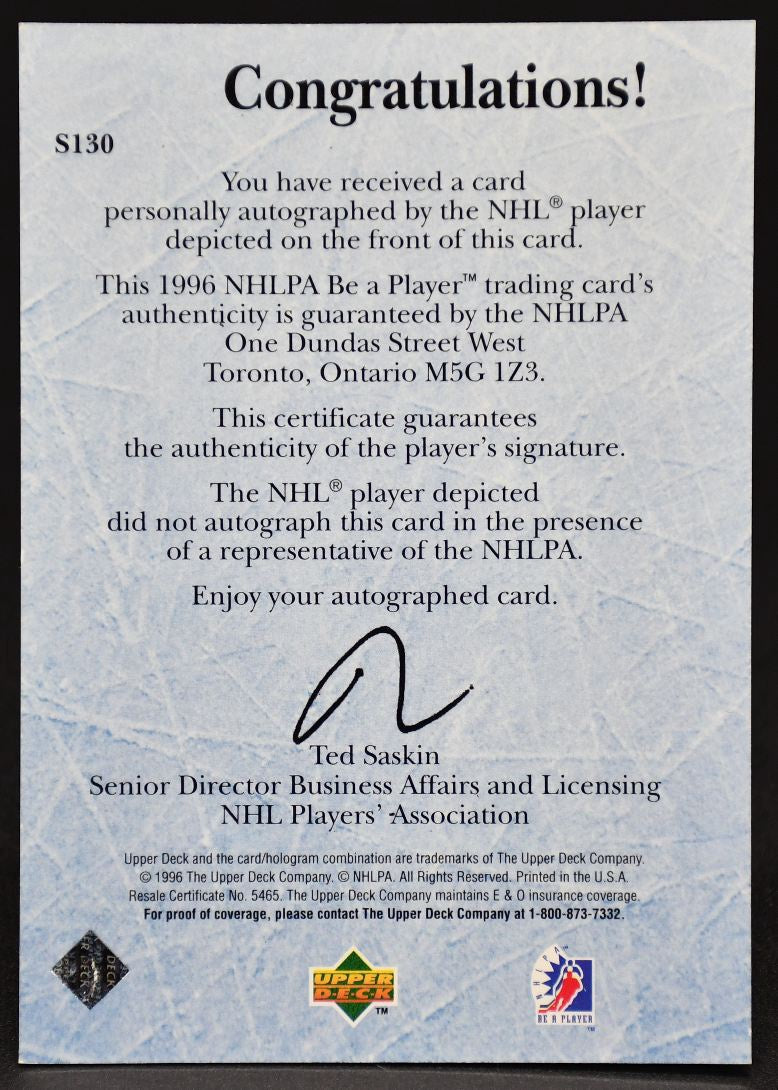 Congratulations!
S130
You have received a card
personally autographed by the NHL® player
depicted on the front of this card.
This 1996 NHLPA Be a Player™ trading card's
authenticity is guaranteed by the NHLPA
One Dundas Street West
Toronto, Ontario M5G 1Z3.
This certificate guarantees
the authenticity of the player's signature.
The NHL® player depicted
did not autograph this card in the presence
of a representative of the NHLPA.
Enjoy your autographed card.
Ted Saskin
Senior Director Business Affairs and Licensing
NHL Players' Association
Upper Deck and the card/hologram combination are trademarks of The Upper Deck Company.
© 1996 The Upper Deck Company. © NHLPA. All Rights Reserved. Printed in the U.S.A.
Resale Certificate No. 5465. The Upper Deck Company maintains E & O insurance coverage.
For proof of coverage, please contact The Upper Deck Company at 1-800-873-7332.
DECK
UPPER
D·E·C·K
™
NHLPA
BE A PLAYER
™